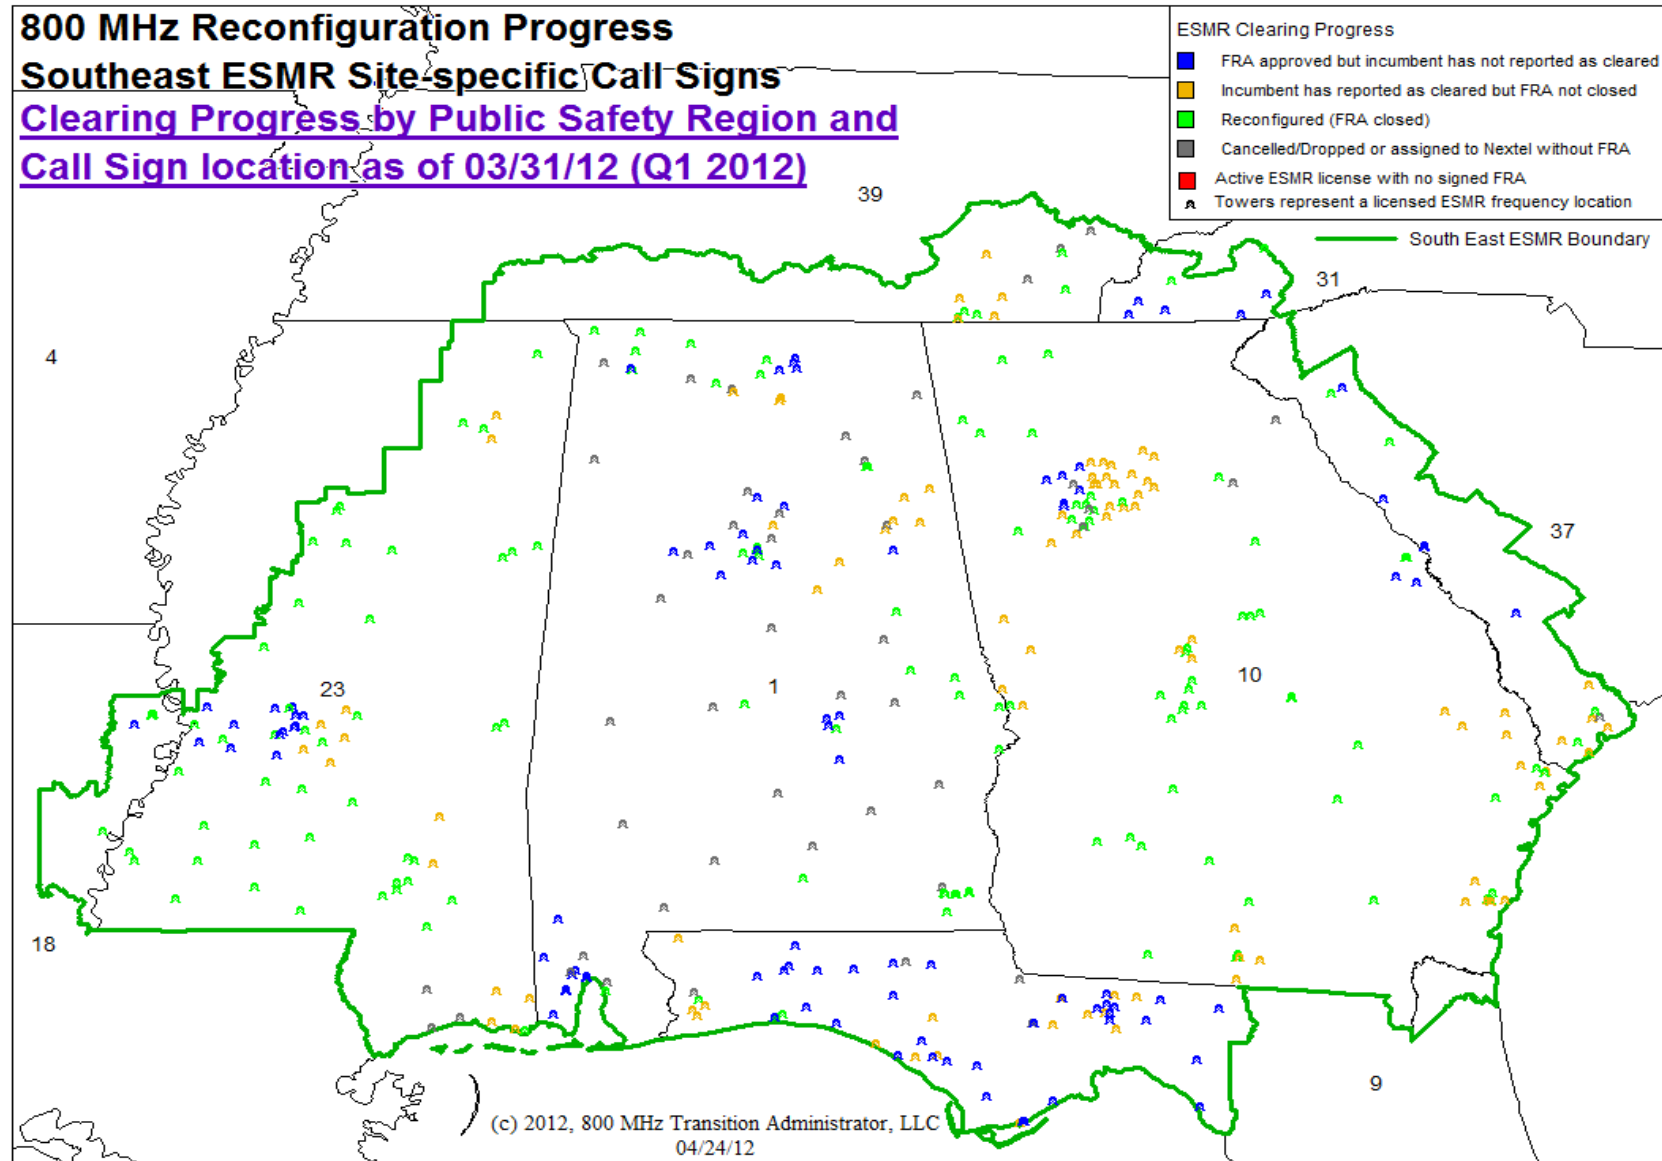 800 MHz Reconfiguration Progress
Southeast ESMR Site-specific Call Signs
Clearing Progress by Public Safety Region and
Call Sign location as of 03/31/12 (Q1 2012)
ESMR Clearing Progress
FRA approved but incumbent has not reported as cleared
Incumbent has reported as cleared but FRA not closed
Reconfigured (FRA closed)
Cancelled/Dropped or assigned to Nextel without FRA
Active ESMR license with no signed FRA
Towers represent a licensed ESMR frequency location
South East ESMR Boundary
39
31
4
37
23
1
10
18
9
(c) 2012, 800 MHz Transition Administrator, LLC
04/24/12